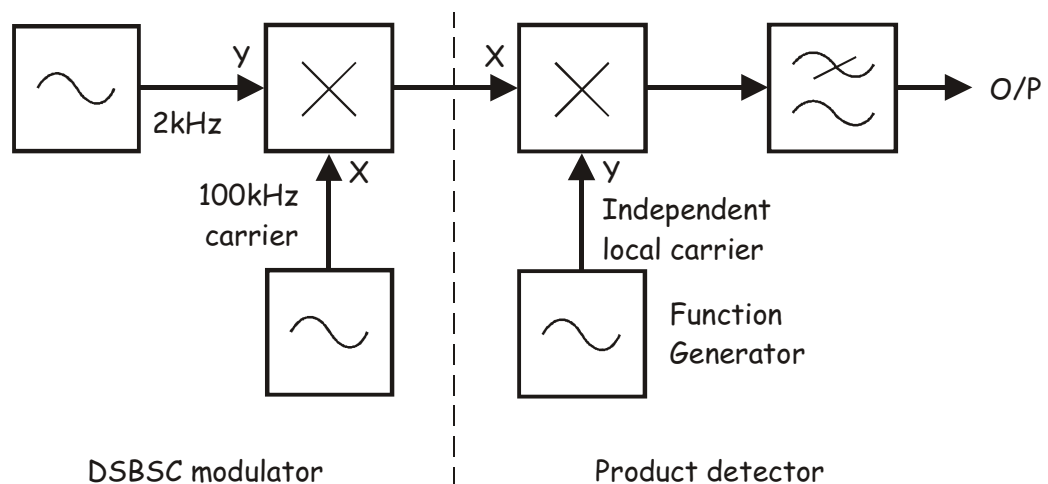 Y
X
O/P
2kHz
X
Y
100kHz
carrier
Independent
local carrier
Function
Generator
DSBSC modulator
Product detector